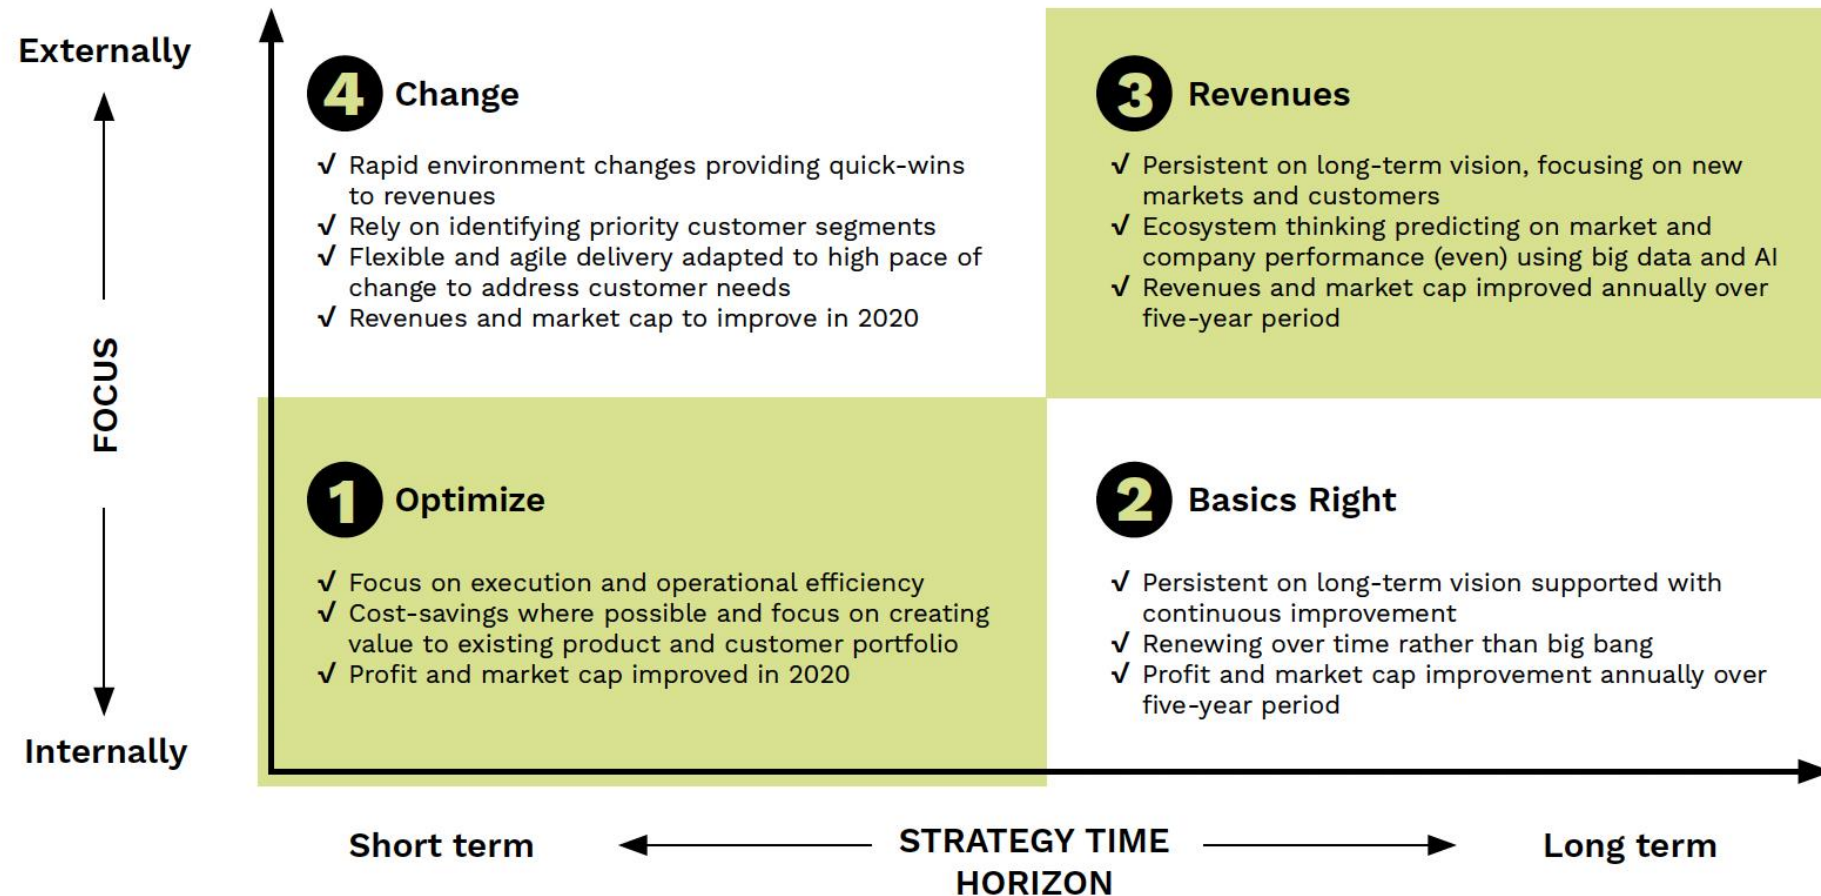 Externally
FOCUS
Internally
4 Change
√ Rapid environment changes providing quick-wins
to revenues
√ Rely on identifying priority customer segments
√ Flexible and agile delivery adapted to high pace of
change to address customer needs
√ Revenues and market cap to improve in 2020
3 Revenues
√ Persistent on long-term vision, focusing on new
markets and customers
√ Ecosystem thinking predicting on market and
company performance (even) using big data and AI
√ Revenues and market cap improved annually over
five-year period
1 Optimize
√ Focus on execution and operational efficiency
√ Cost-savings where possible and focus on creating
value to existing product and customer portfolio
√ Profit and market cap improved in 2020
2 Basics Right
√ Persistent on long-term vision supported with
continuous improvement
√ Renewing over time rather than big bang
√ Profit and market cap improvement annually over
five-year period
Short term
STRATEGY TIME
HORIZON
Long term